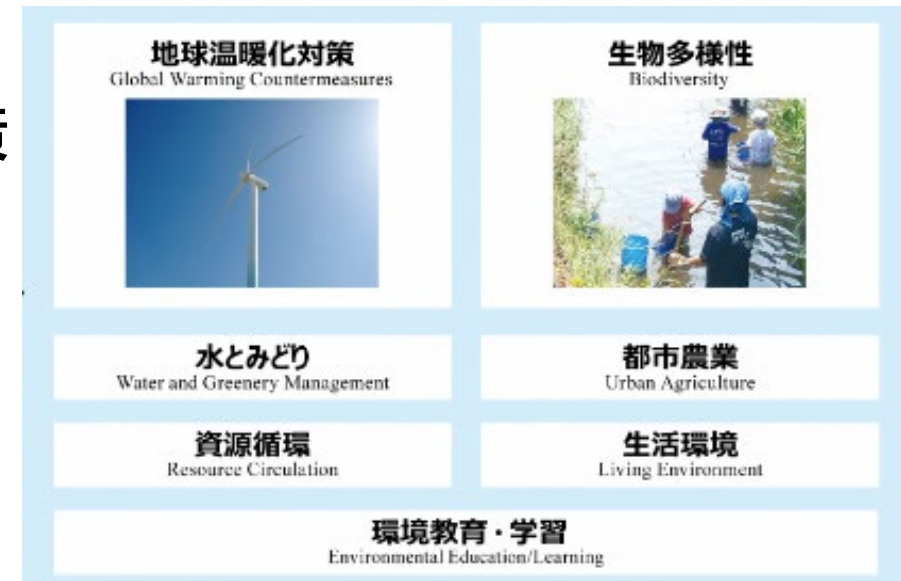 地球温暖化対策
Global Warming Countermeasures
生物多様性
Biodiversity
水とみどり
Water and Greenery Management
都市農業
Urban Agriculture
資源循環
Resource Circulation
生活環境
Living Environment
環境教育・学習
Environmental Education/Learning